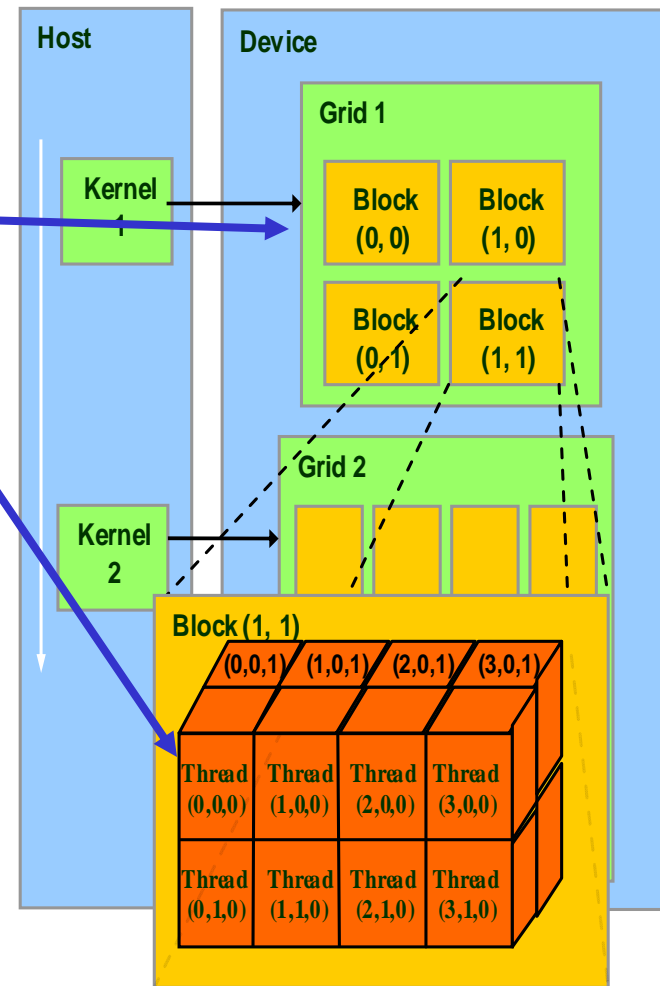 Host
Device
Grid 1
Kernel
1
Block
(0, 0)
Block
(1, 0)
Block
(0, 1)
Block
(1, 1)
Grid 2
Kernel
2
Block (1, 1)
(0,0,1)
(1,0,1)
(2,0,1)
(3,0,1)
Thread
(0,0,0)
Thread
(1,0,0)
Thread
(2,0,0)
Thread
(3,0,0)
Thread
(0,1,0)
Thread
(1,1,0)
Thread
(2,1,0)
Thread
(3,1,0)